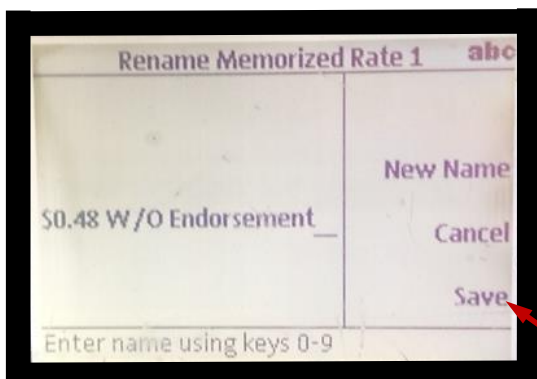 Rename Memorized Rate 1 abc
New Name
$0.48 W/O Endorsement_
Cancel
Save
Enter name using keys 0-9